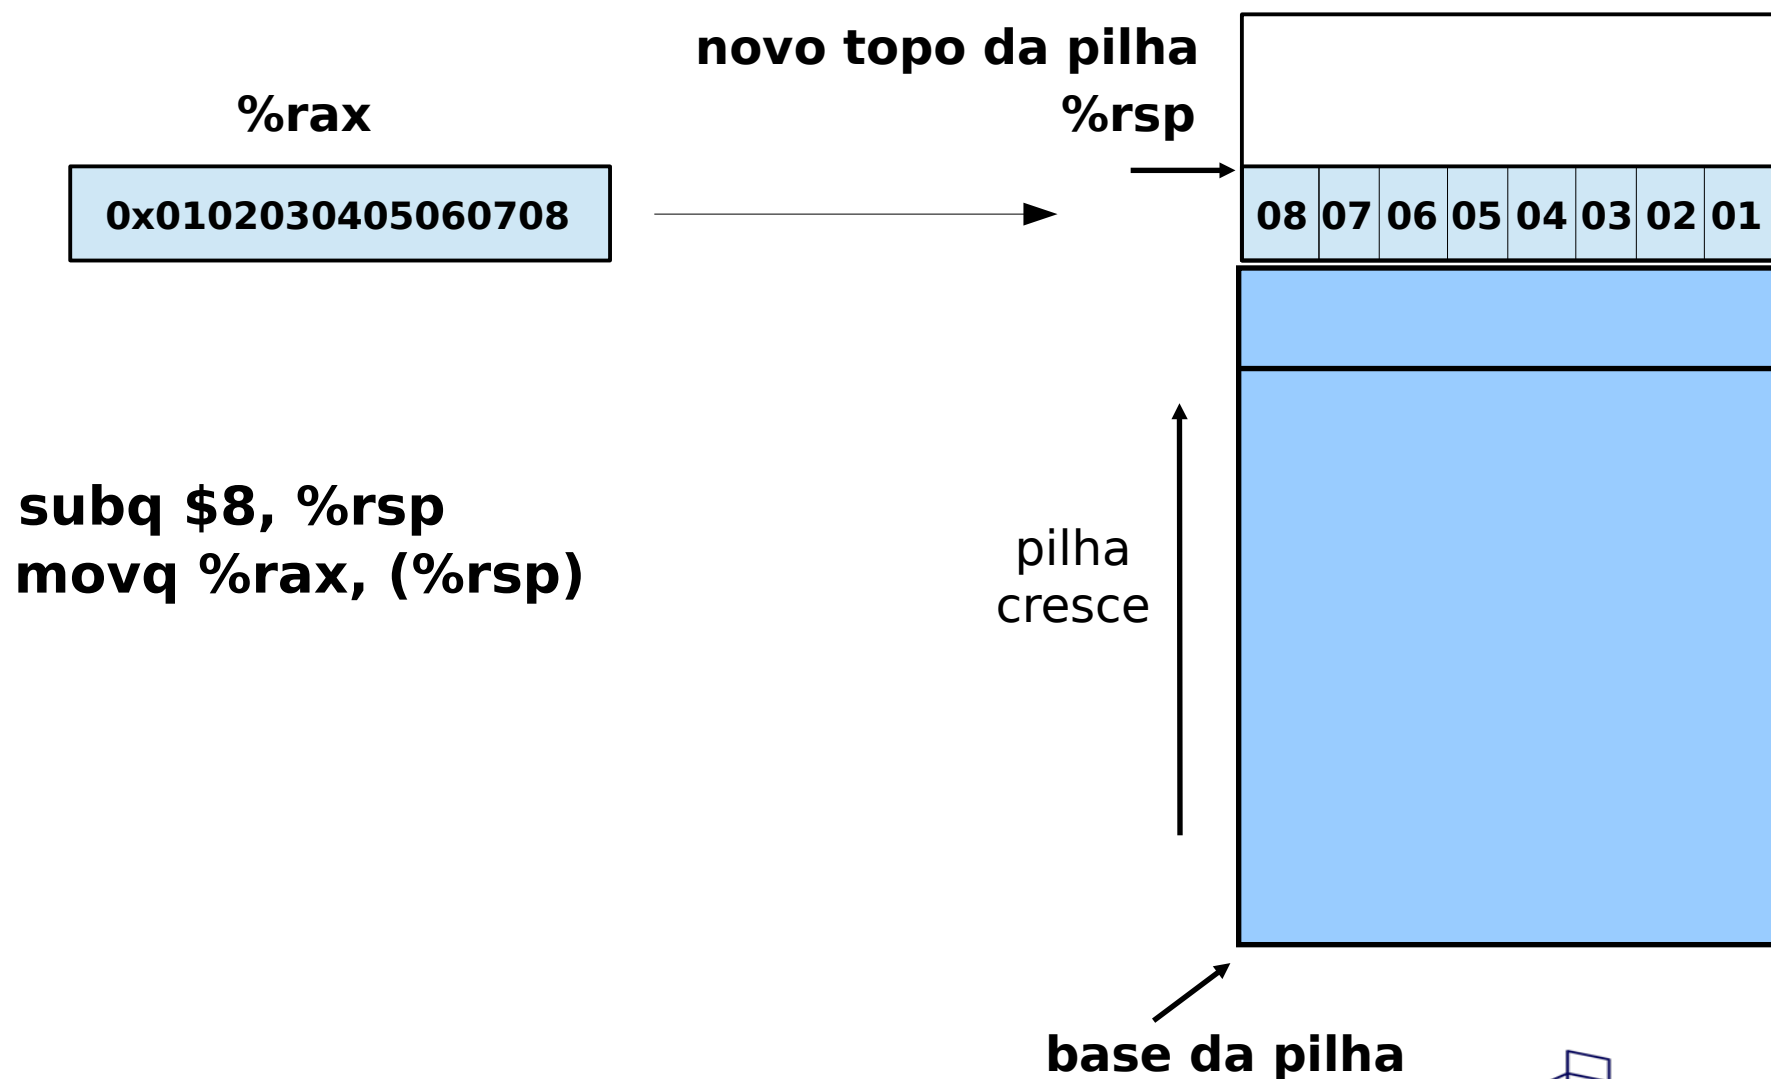 novo topo da pilha
%rax
%rsp
0x0102030405060708
08 07 06 05 04 03 02 01
subq $8, %rsp
movq %rax, (%rsp)
pilha
cresce
base da pilha